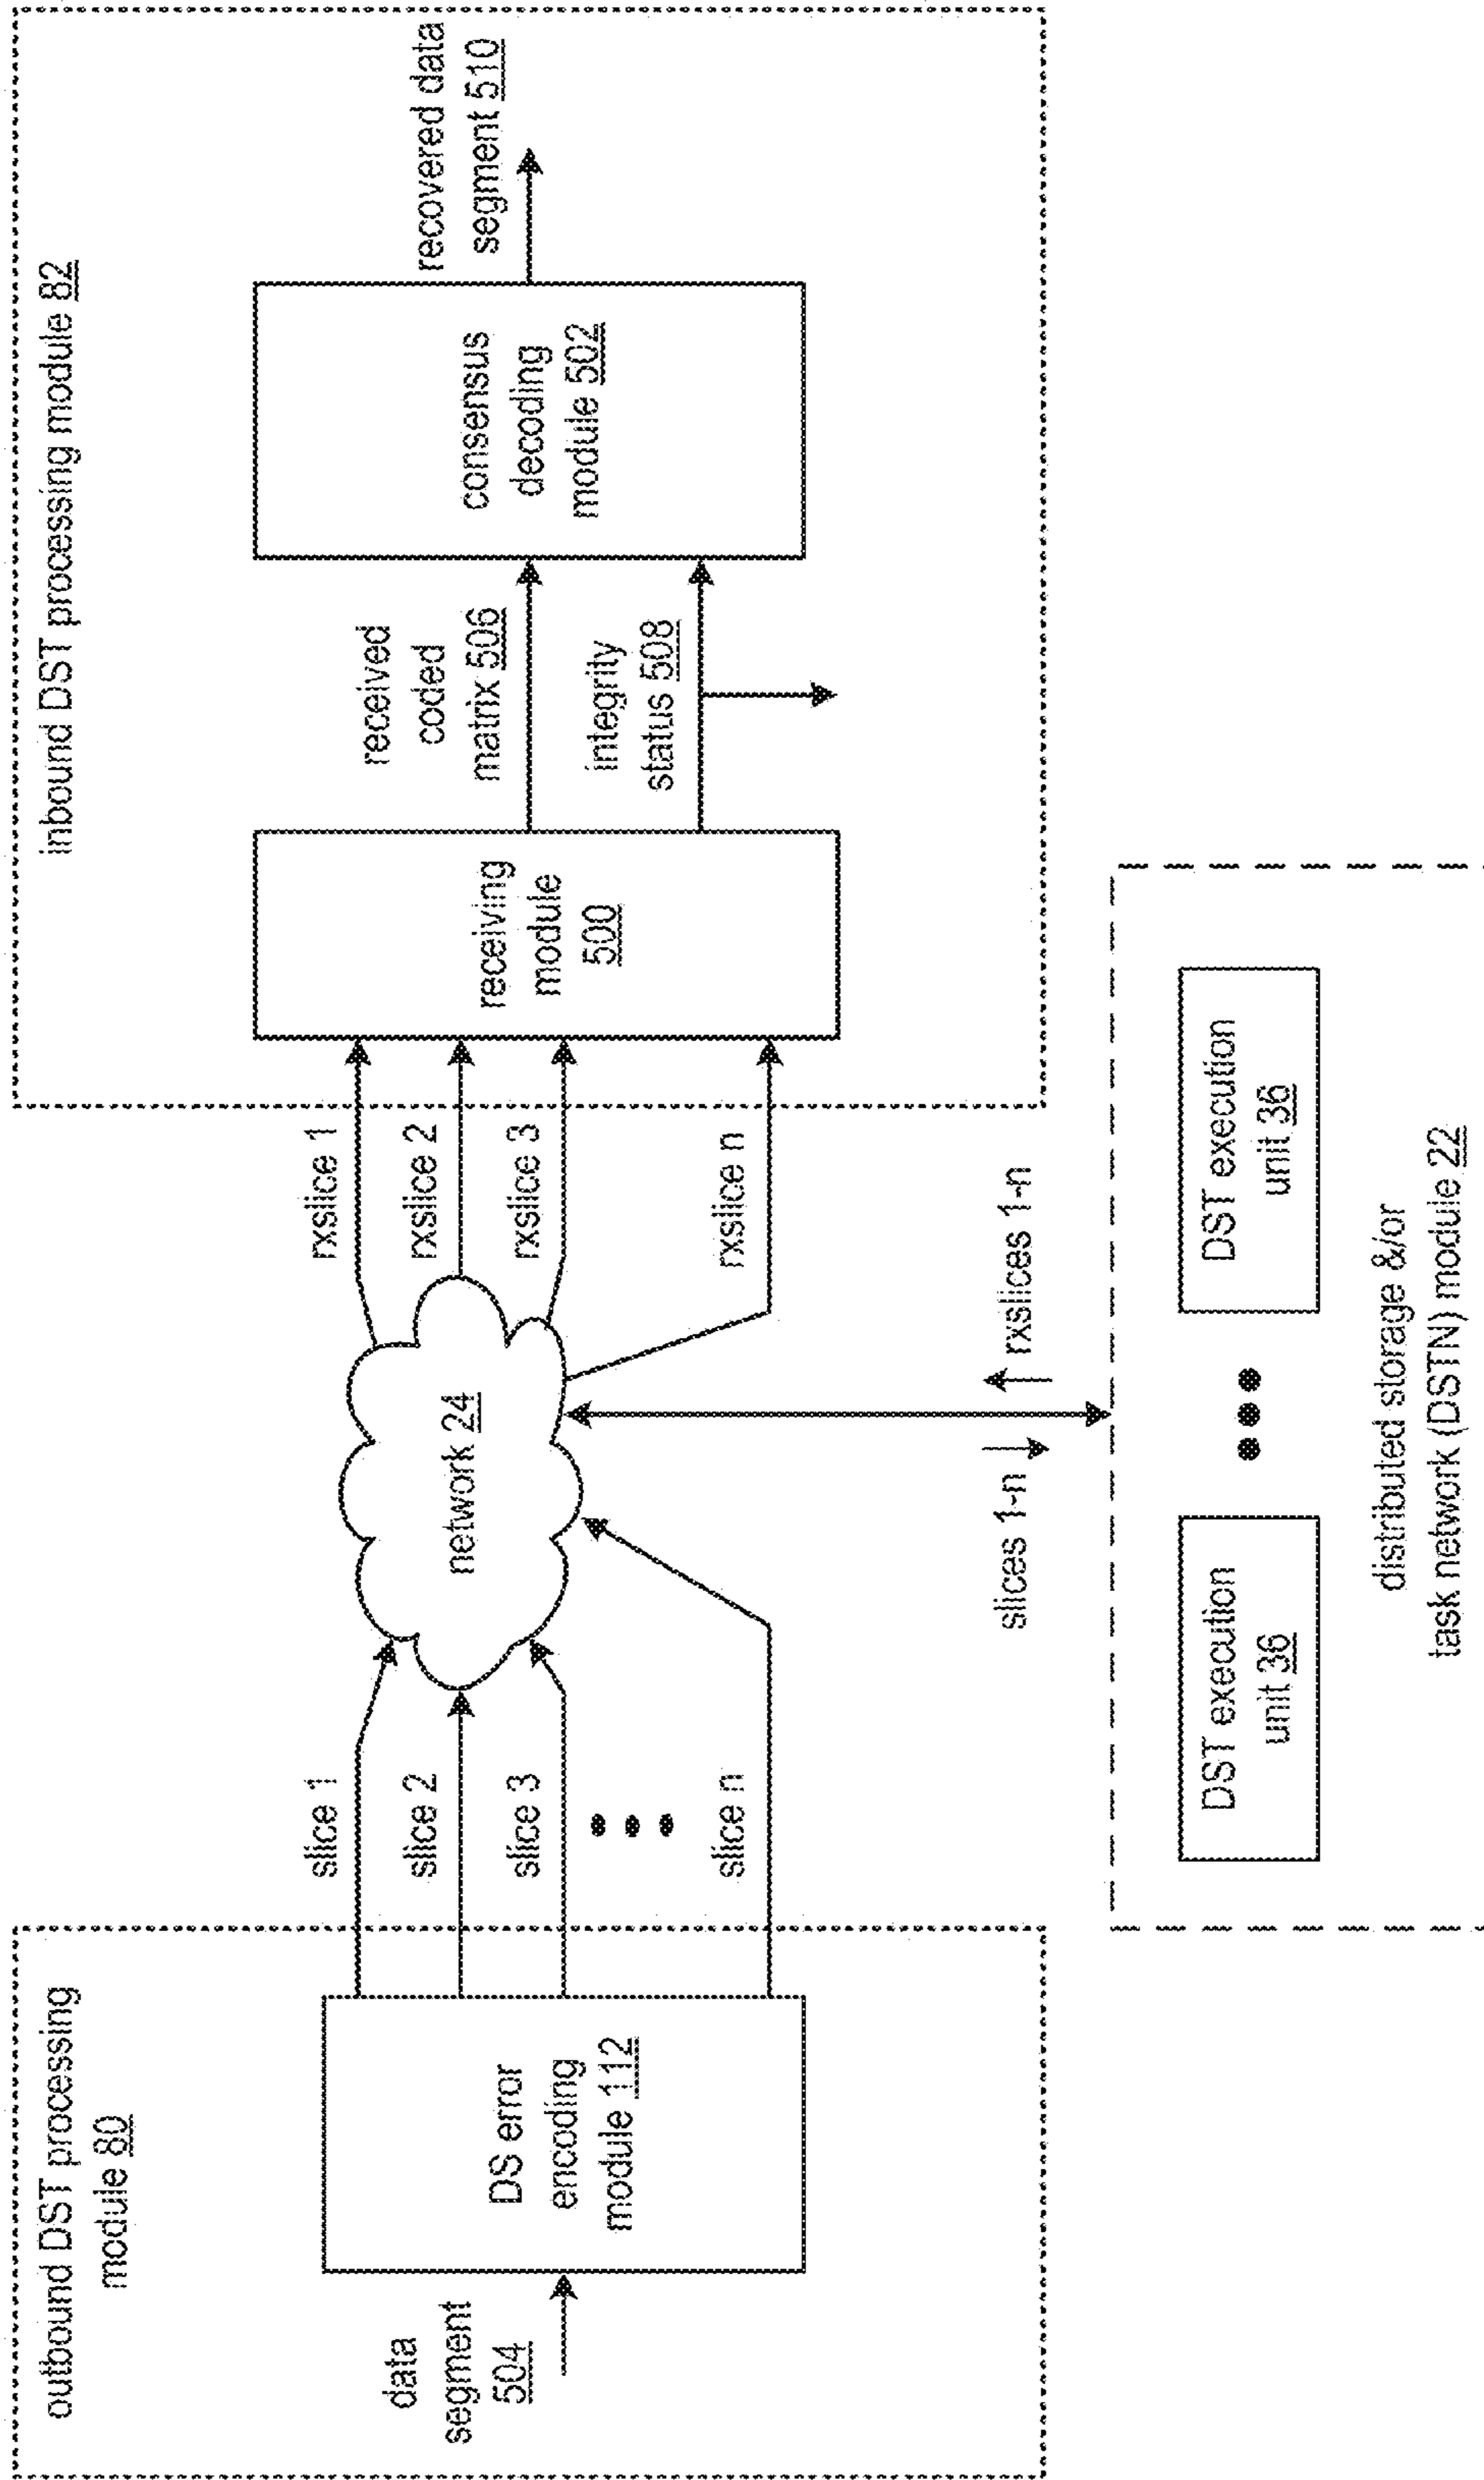 outbound DST processing
module 80
data
segment
504
DS error
encoding
module 112
slice 1
slice 2
slice 3
slice n
network 24
rxslice 1
rxslice 2
rxslice 3
rxslice n
inbound DST processing module 82
receiving
module
500
received
coded
matrix 506
integrity
status 508
consensus
decoding
module 502
recovered data
segment 510
slices 1-n
rxslices 1-n
DST execution
unit 36
DST execution
unit 36
distributed storage &/or
task network (DSTN) module 22